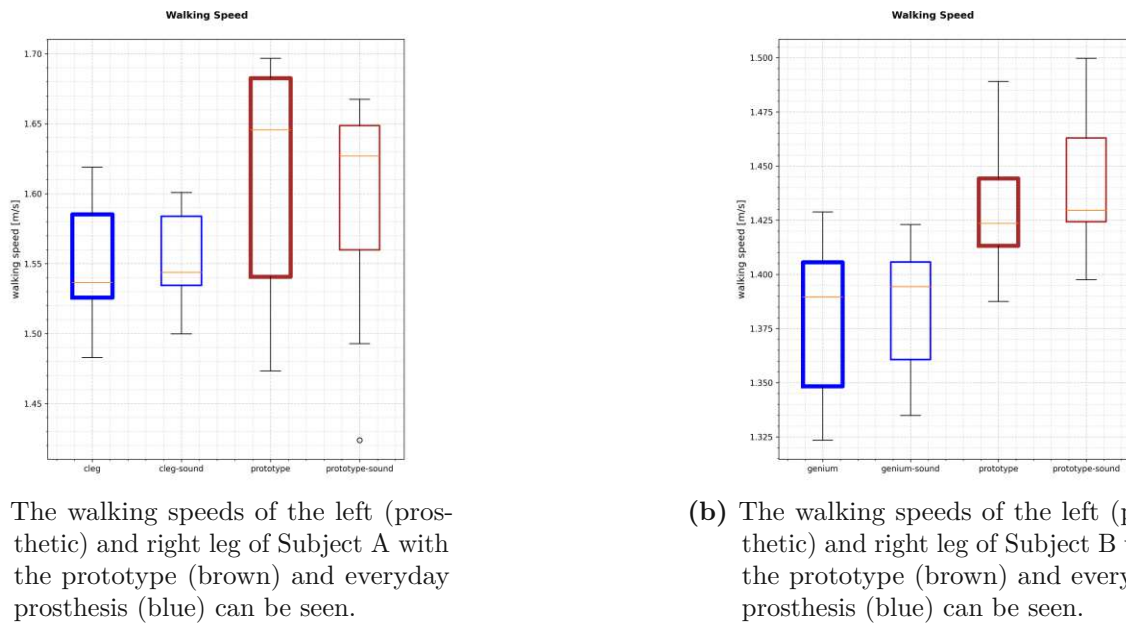 Walking Speed
1.70
1.65
1.60
1.55
1.50
1.45
walking speed [m/s]
cleg
cleg-sound
prototype
prototype-sound
The walking speeds of the left (pros-
thetic) and right leg of Subject A with
the prototype (brown) and everyday
prosthesis (blue) can be seen.
Walking Speed
1.500
1.475
1.450
1.425
1.400
1.375
1.350
1.325
walking speed [m/s]
genium
genium-sound
prototype
prototype-sound
(b) The walking speeds of the left
thetic) and right leg of Subject B
the prototype (brown) and
prosthesis (blue) can be seen.